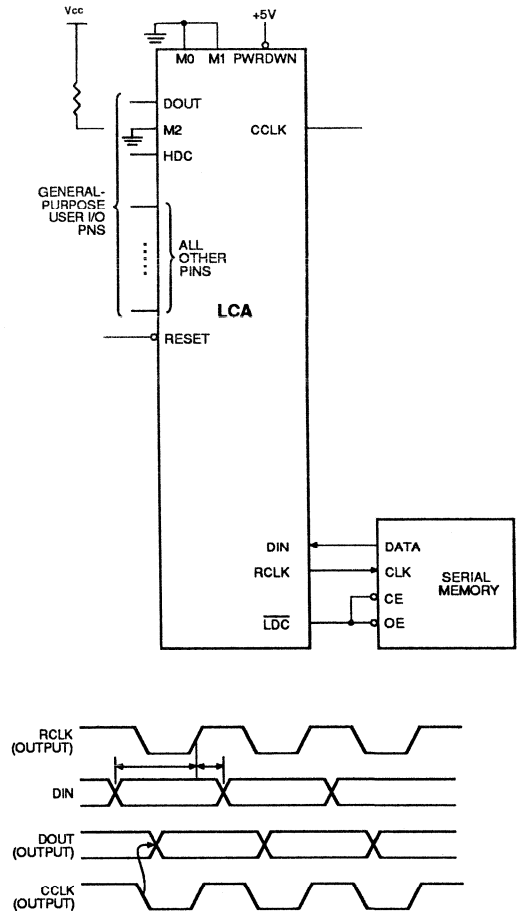 Vcc
+5V
M0
M1
PWRDWN
DOUT
M2
CCLK
HDC
GENERAL-
PURPOSE
USER I/O
PNS
ALL
OTHER
PINS
LCA
RESET
DIN
DATA
RCLK
CLK
SERIAL
MEMORY
CE
LDC
OE
RCLK
(OUTPUT)
DIN
DOUT
(OUTPUT)
CCLK
(OUTPUT)